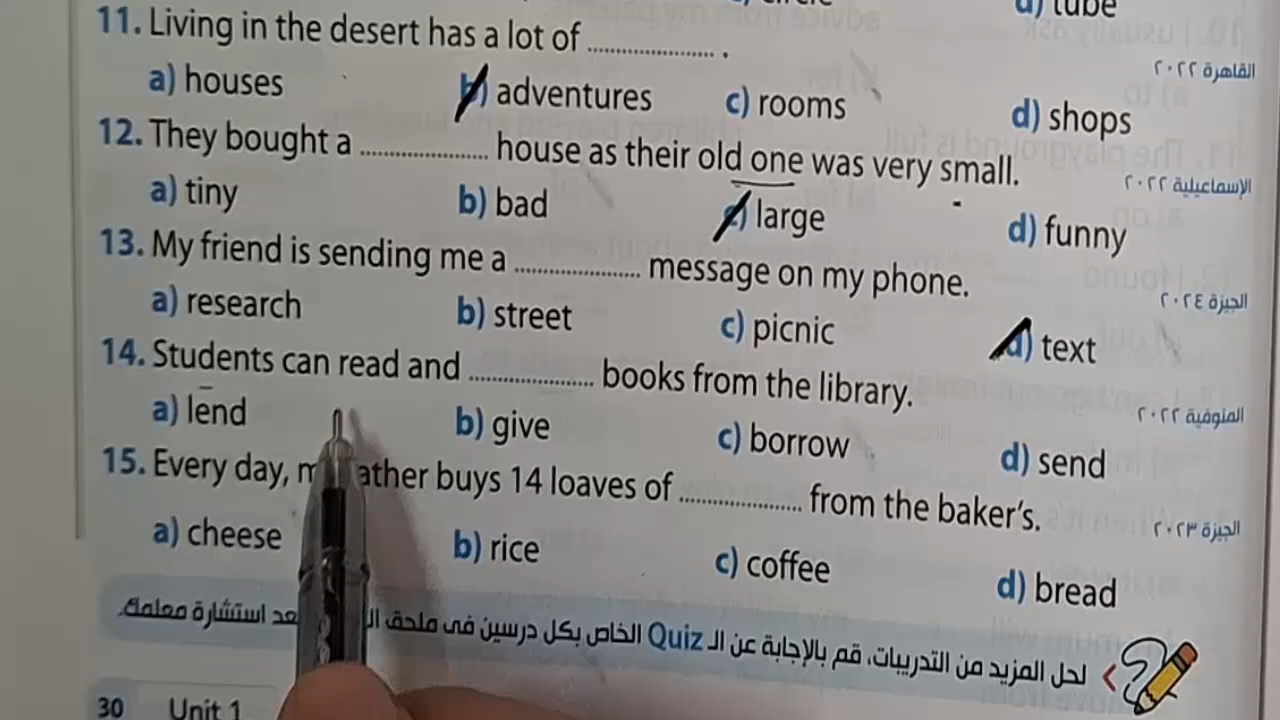 d) tube
11. Living in the desert has a lot of .................... .
القاهرة ٢٠٢٢
a) houses b) adventures c) rooms d) shops
12. They bought a .................... house as their old one was very small.
الإسماعيلية ٢٠٢٢
a) tiny b) bad c) large d) funny
13. My friend is sending me a .................... message on my phone.
الجيزة ٢٠٢٤
a) research b) street c) picnic d) text
14. Students can read and .................... books from the library.
المنوفية ٢٠٢٢
a) lend b) give c) borrow d) send
15. Every day, my father buys 14 loaves of .................... from the baker's.
الجيزة ٢٠٢٣
a) cheese b) rice c) coffee d) bread
لحل المزيد من التدريبات، قم بالإجابة عن الـ Quiz الخاص بكل درسين فى ملحق بعد استشارة معلمك.
30 Unit 1